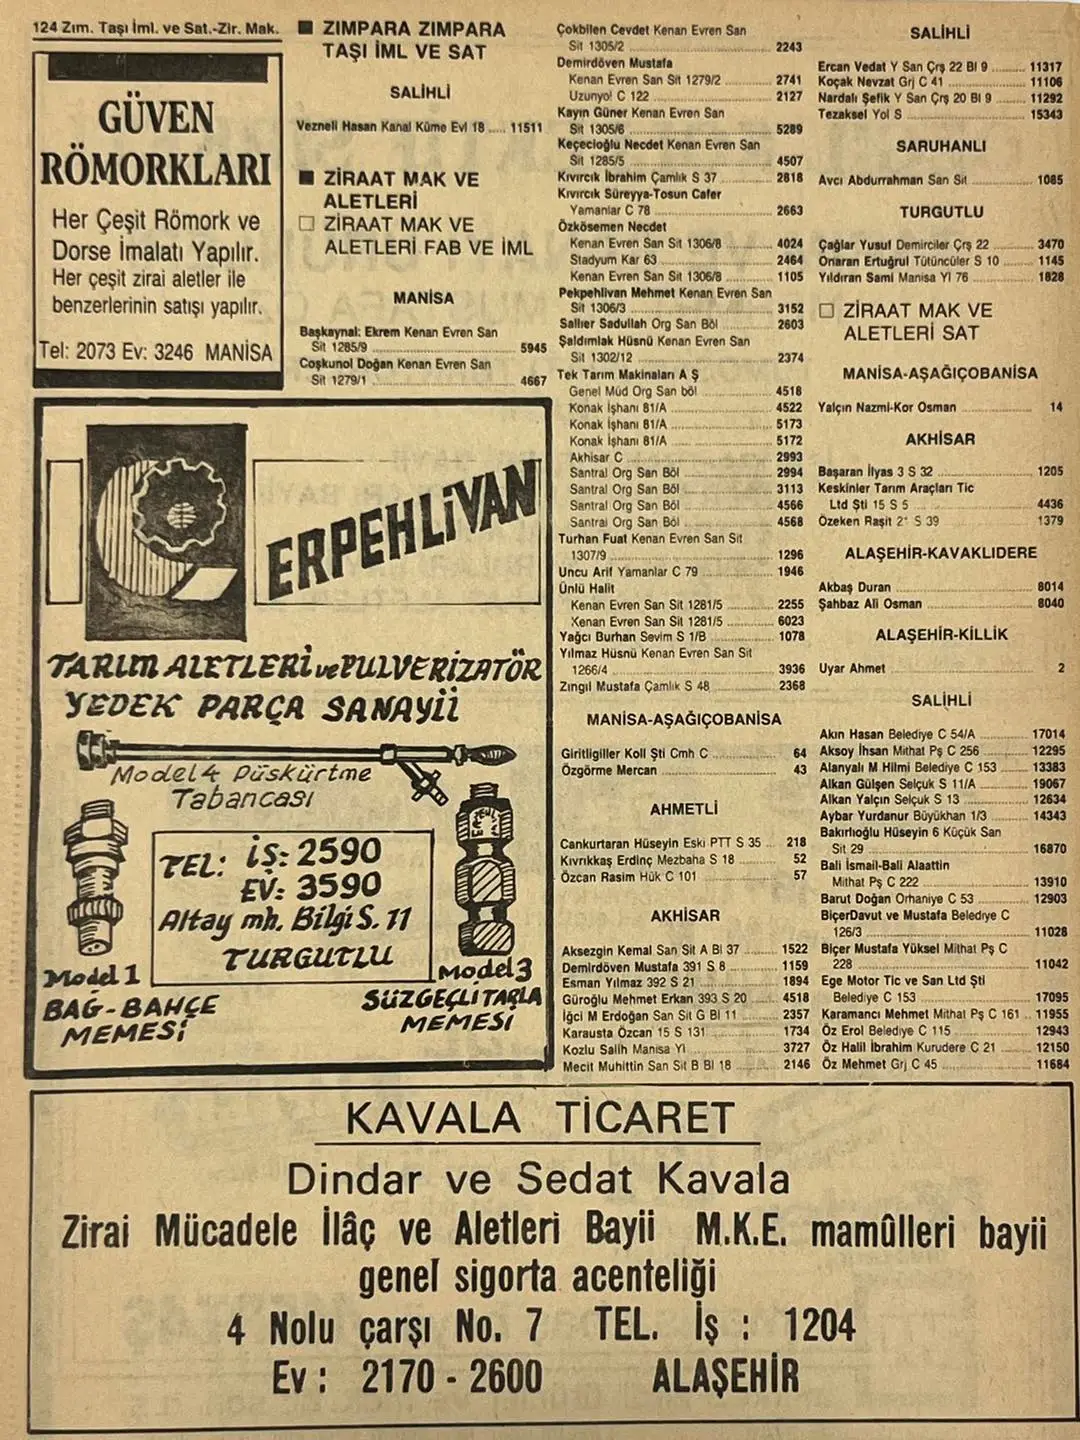 124 Zım. Taşı İml. ve Sat.-Zir. Mak.
GÜVEN
RÖMORKLARI
Her Çeşit Römork ve
Dorse İmalatı Yapılır.
Her çeşit zirai aletler ile
benzerlerinin satışı yapılır.
Tel: 2073 Ev: 3246 MANİSA
■ ZIMPARA ZIMPARA
TAŞI İML VE SAT
SALİHLİ
Vezneli Hasan Kanal Küme Evl 18 ..... 11511
■ ZİRAAT MAK VE
ALETLERİ
□ ZİRAAT MAK VE
ALETLERİ FAB VE İML
MANİSA
Başkaynal: Ekrem Kenan Evren San
Sit 1285/9 ..... 5945
Coşkunol Doğan Kenan Evren San
Sit 1279/1 ..... 4667
ERPEHLİVAN
TARIM ALETLERİ ve PULVERİZATÖR
YEDEK PARÇA SANAYİİ
Model 4 Püskürtme
Tabancası
TEL: İŞ: 2590
EV: 3590
Altay mh. Bilgi S. 11
TURGUTLU
Model 1
BAĞ-BAHÇE
MEMESİ
Model 3
SÜZGEÇLİ TARLA
MEMESİ
Çokbilen Cevdet Kenan Evren San
Sit 1305/2 ..... 2243
Demirdöven Mustafa
Kenan Evren San Sit 1279/2 ..... 2741
Uzunyol C 122 ..... 2127
Kayın Güner Kenan Evren San
Sit 1305/6 ..... 5289
Keçecioğlu Necdet Kenan Evren San
Sit 1285/5 ..... 4507
Kıvırcık İbrahim Çamlık S 37 ..... 2818
Kıvırcık Süreyya-Tosun Cafer
Yamanlar C 78 ..... 2663
Özkösemen Necdet
Kenan Evren San Sit 1306/8 ..... 4024
Stadyum Kar 63 ..... 2464
Kenan Evren San Sit 1306/8 ..... 1105
Pekpehlivan Mehmet Kenan Evren San
Sit 1306/3 ..... 3152
Salıer Sadullah Org San Böl ..... 2603
Şaldımlak Hüsnü Kenan Evren San
Sit 1302/12 ..... 2374
Tek Tarım Makinaları A Ş
Genel Müd Org San böl ..... 4518
Konak İşhanı 81/A ..... 4522
Konak İşhanı 81/A ..... 5173
Konak İşhanı 81/A ..... 5172
Akhisar C ..... 2993
Santral Org San Böl ..... 2994
Santral Org San Böl ..... 3113
Santral Org San Böl ..... 4566
Santral Org San Böl ..... 4568
Turhan Fuat Kenan Evren San Sit
1307/9 ..... 1296
Uncu Arif Yamanlar C 79 ..... 1946
Ünlü Halit
Kenan Evren San Sit 1281/5 ..... 2255
Kenan Evren San Sit 1281/5 ..... 6023
Yağcı Burhan Sevim S 1/B ..... 1078
Yılmaz Hüsnü Kenan Evren San Sit
1266/4 ..... 3936
Zıngıl Mustafa Çamlık S 48 ..... 2368
MANİSA-AŞAĞIÇOBANİSA
Giritligiller Koll Şti Cmh C ..... 64
Özgörme Mercan ..... 43
AHMETLİ
Cankurtaran Hüseyin Eski PTT S 35 ... 218
Kıvrıkkaş Erdinç Mezbaha S 18 ..... 52
Özcan Rasim Hük C 101 ..... 57
AKHİSAR
Aksezgin Kemal San Sit A Bl 37 ..... 1522
Demirdöven Mustafa 391 S 8 ..... 1159
Esman Yılmaz 392 S 21 ..... 1894
Güroğlu Mehmet Erkan 393 S 20 ..... 4518
İğci M Erdoğan San Sit G Bl 11 ..... 2357
Karausta Özcan 15 S 131 ..... 1734
Kozlu Salih Manisa Yl ..... 3727
Mecit Muhittin San Sit B Bl 18 ..... 2146
SALİHLİ
Ercan Vedat Y San Çrş 22 Bl 9 ..... 11317
Koçak Nevzat Grj C 41 ..... 11106
Nardalı Şefik Y San Çrş 20 Bl 9 ..... 11292
Tezaksel Yol S ..... 15343
SARUHANLI
Avcı Abdurrahman San Sit ..... 1085
TURGUTLU
Çağlar Yusuf Demirciler Çrş 22 ..... 3470
Onaran Ertuğrul Tütüncüler S 10 ..... 1145
Yıldıran Sami Manisa Yl 76 ..... 1828
□ ZİRAAT MAK VE
ALETLERİ SAT
MANİSA-AŞAĞIÇOBANİSA
Yalçın Nazmi-Kor Osman ..... 14
AKHİSAR
Başaran İlyas 3 S 32 ..... 1205
Keskinler Tarım Araçları Tic
Ltd Şti 15 S 5 ..... 4436
Özeken Raşit 2* S 39 ..... 1379
ALAŞEHİR-KAVAKLIDERE
Akbaş Duran ..... 8014
Şahbaz Ali Osman ..... 8040
ALAŞEHİR-KİLLİK
Uyar Ahmet ..... 2
SALİHLİ
Akın Hasan Belediye C 54/A ..... 17014
Aksoy İhsan Mithat Pş C 256 ..... 12295
Alanyalı M Hilmi Belediye C 153 ..... 13383
Alkan Gülşen Selçuk S 11/A ..... 19067
Alkan Yalçın Selçuk S 13 ..... 12634
Aybar Yurdanur Büyükhan 1/3 ..... 14343
Bakırlıoğlu Hüseyin 6 Küçük San
Sit 29 ..... 16870
Bali İsmail-Bali Alaattin
Mithat Pş C 222 ..... 13910
Barut Doğan Orhaniye C 53 ..... 12903
BiçerDavut ve Mustafa Belediye C
126/3 ..... 11028
Biçer Mustafa Yüksel Mithat Pş C
228 ..... 11042
Ege Motor Tic ve San Ltd Şti
Belediye C 153 ..... 17095
Karamancı Mehmet Mithat Pş C 161 .. 11955
Öz Erol Belediye C 115 ..... 12943
Öz Halil İbrahim Kurudere C 21 ..... 12150
Öz Mehmet Grj C 45 ..... 11684
KAVALA TİCARET
Dindar ve Sedat Kavala
Zirai Mücadele İlâç ve Aletleri Bayii M.K.E. mamûlleri bayii
genel sigorta acenteliği
4 Nolu çarşı No. 7 TEL. İş : 1204
Ev : 2170 - 2600 ALAŞEHİR